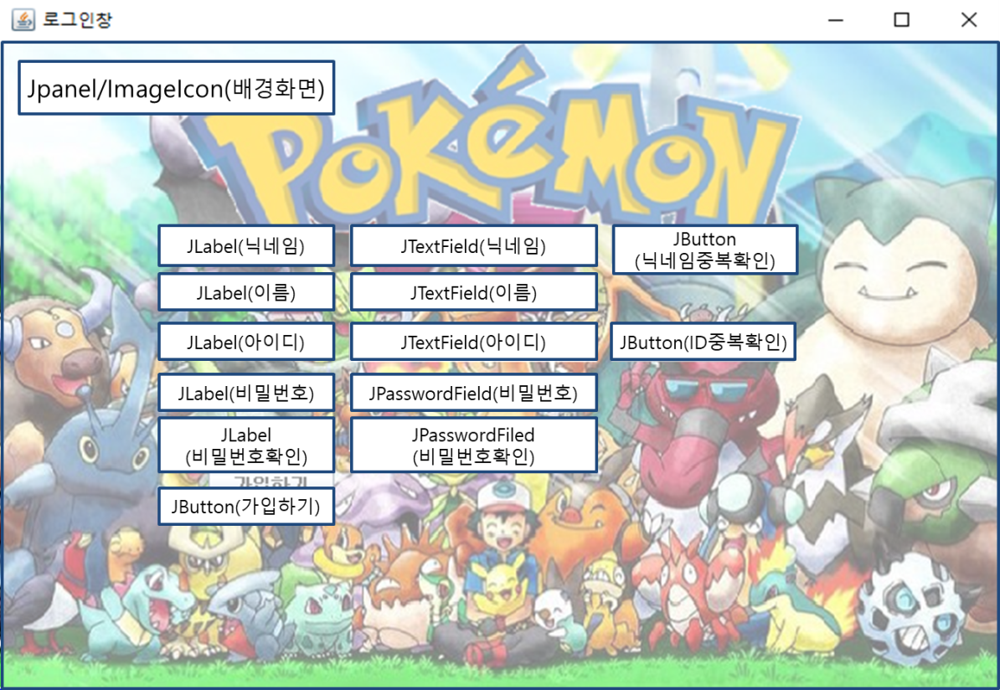 로그인창
Jpanel/ImageIcon(배경화면)
POKéMON
JLabel(닉네임)
JTextField(닉네임)
JButton
(닉네임중복확인)
JLabel(이름)
JTextField(이름)
JLabel(아이디)
JTextField(아이디)
JButton(ID중복확인)
JLabel(비밀번호)
JPasswordField(비밀번호)
JLabel
(비밀번호확인)
JPasswordFiled
(비밀번호확인)
가입하기
JButton(가입하기)